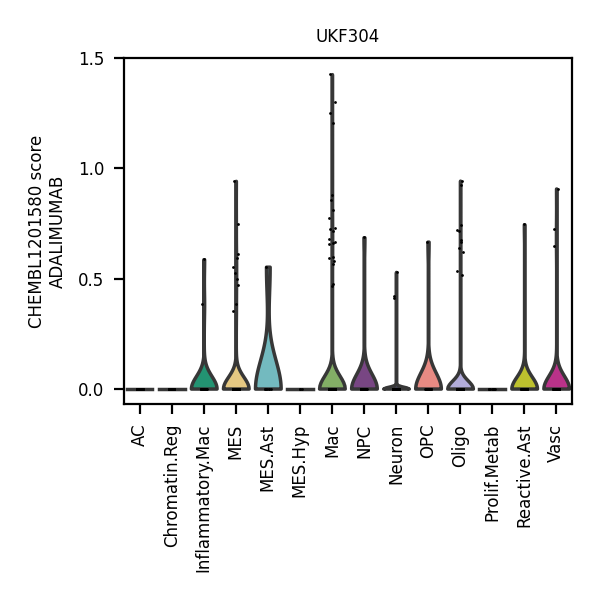 UKF304
CHEMBL1201580 score
ADALIMUMAB
1.5
1.0
0.5
0.0
AC
Chromatin.Reg
Inflammatory.Mac
MES
MES.Ast
MES.Hyp
Mac
NPC
Neuron
OPC
Oligo
Prolif.Metab
Reactive.Ast
Vasc